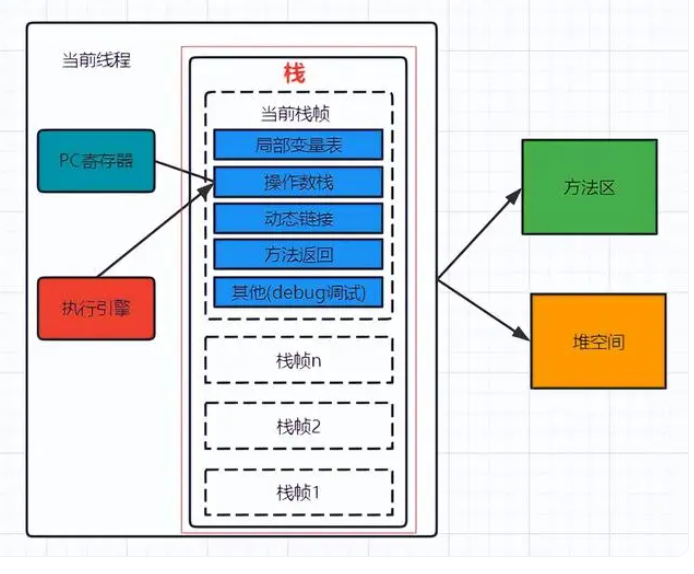 当前线程
栈
当前栈帧
局部变量表
PC寄存器
操作数栈
动态链接
方法返回
执行引擎
其他(debug调试)
栈帧n
栈帧2
栈帧1
方法区
堆空间